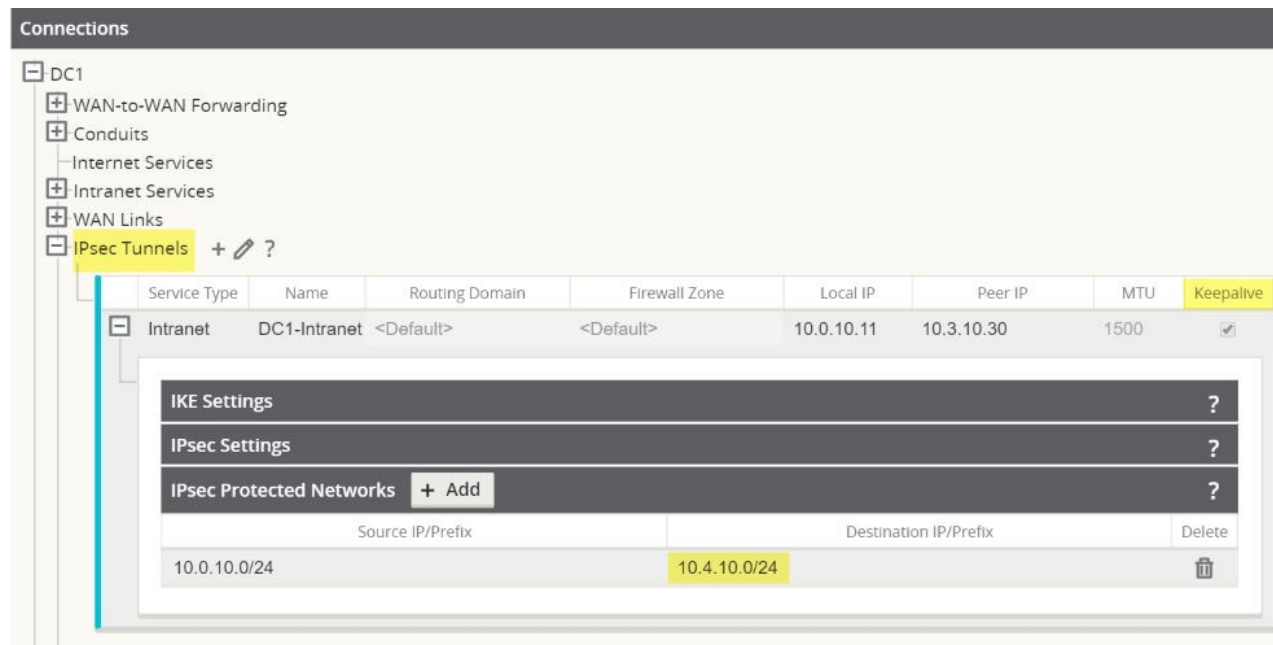 Connections
DC1
WAN-to-WAN Forwarding
Conduits
Internet Services
Intranet Services
WAN Links
IPsec Tunnels + ?
Service Type Name Routing Domain Firewall Zone Local IP Peer IP MTU Keepalive
Intranet DC1-Intranet <Default> <Default> 10.0.10.11 10.3.10.30 1500
IKE Settings ?
IPsec Settings ?
IPsec Protected Networks + Add ?
Source IP/Prefix Destination IP/Prefix Delete
10.0.10.0/24 10.4.10.0/24